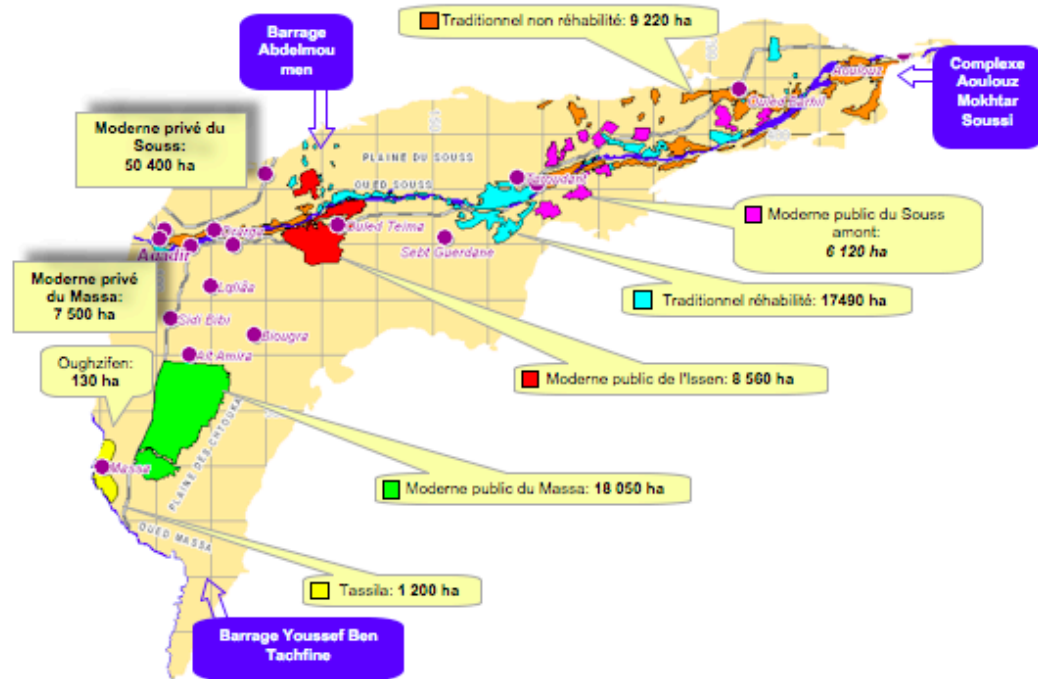 Traditionnel non réhabilité: 9 220 ha
Barrage
Abdelmou
men
Complexe
Aoulouz
Mokhtar
Soussi
Aoulouz
Ouled Barhil
Moderne privé du
Souss:
50 400 ha
PLAINE DU SOUSS
OUED SOUSS
Taroudant
Moderne public du Souss
amont:
6 120 ha
Ouled Teima
Sebt Guerdane
Agadir
Moderne privé
du Massa:
7 500 ha
Lqliâa
Traditionnel réhabilité: 17490 ha
Sidi Bibi
Biougra
Ait Amira
Oughzifen:
130 ha
Moderne public de l'Issen: 8 560 ha
Massa
PLAINE DES CHTOUKA
Moderne public du Massa: 18 050 ha
OUED MASSA
Tassila: 1 200 ha
Barrage Youssef Ben
Tachfine